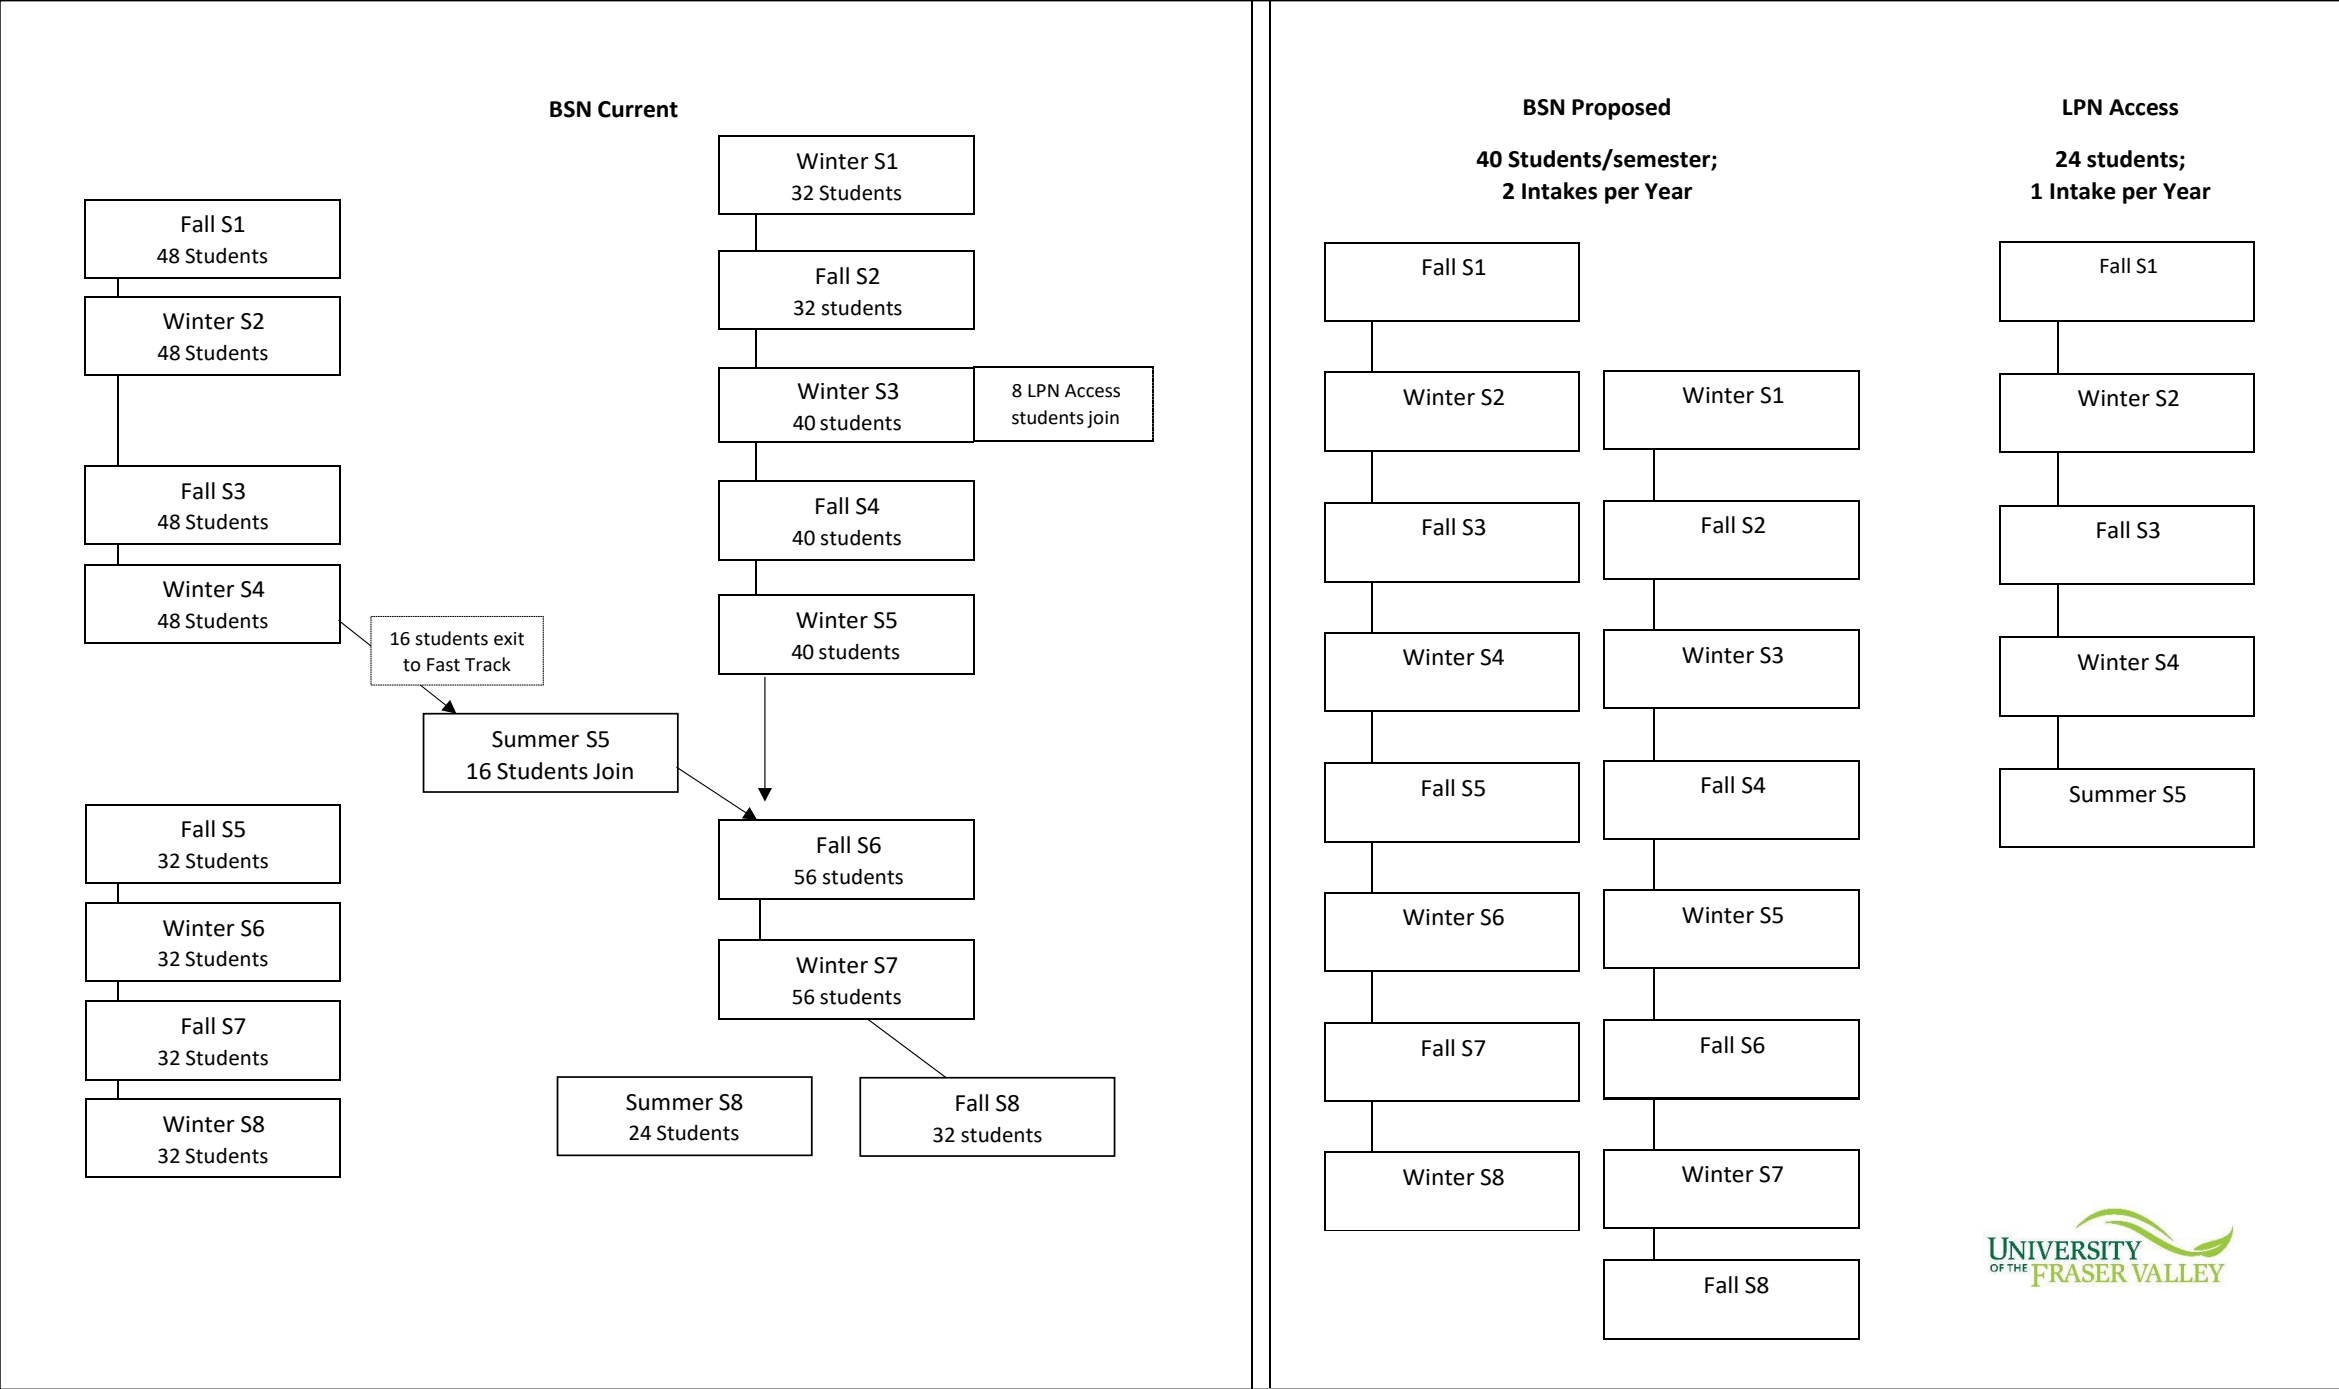 BSN Current
Fall S1
48 Students
Winter S2
48 Students
Fall S3
48 Students
Winter S4
48 Students
16 students exit
to Fast Track
Summer S5
16 Students Join
Fall S5
32 Students
Winter S6
32 Students
Fall S7
32 Students
Winter S8
32 Students
Winter S1
32 Students
Fall S2
32 students
Winter S3
40 students
8 LPN Access
students join
Fall S4
40 students
Winter S5
40 students
Fall S6
56 students
Winter S7
56 students
Summer S8
24 Students
Fall S8
32 students
BSN Proposed
40 Students/semester;
2 Intakes per Year
Fall S1
Winter S2
Fall S3
Winter S4
Fall S5
Winter S6
Fall S7
Winter S8
Winter S1
Fall S2
Winter S3
Fall S4
Winter S5
Fall S6
Winter S7
Fall S8
LPN Access
24 students;
1 Intake per Year
Fall S1
Winter S2
Fall S3
Winter S4
Summer S5
UNIVERSITY
OF THE FRASER VALLEY